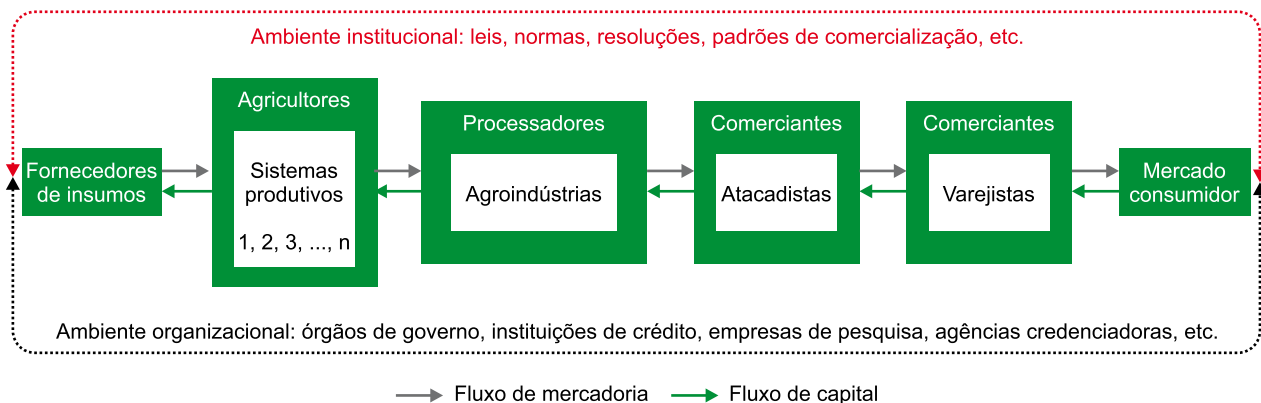 Ambiente institucional: leis, normas, resoluções, padrões de comercialização, etc.
Fornecedores
de insumos
Agricultores
Sistemas
produtivos
1, 2, 3, ..., n
Processadores
Agroindústrias
Comerciantes
Atacadistas
Comerciantes
Varejistas
Mercado
consumidor
Ambiente organizacional: órgãos de governo, instituições de crédito, empresas de pesquisa, agências credenciadoras, etc.
Fluxo de mercadoria
Fluxo de capital